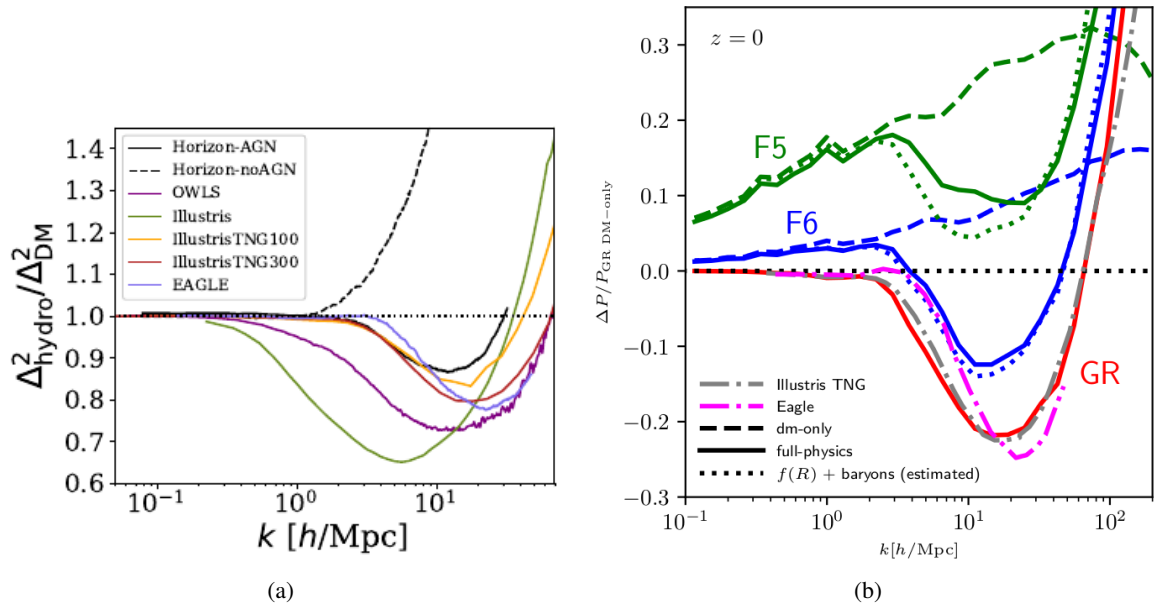 1.4
1.3
1.2
1.1
1.0
0.9
0.8
0.7
0.6
Δ²hydro/Δ²DM
Horizon-AGN
Horizon-noAGN
OWLS
Illustris
IllustrisTNG100
IllustrisTNG300
EAGLE
10⁻¹
10⁰
10¹
k [h/Mpc]
(a)
0.3
0.2
0.1
0.0
−0.1
−0.2
−0.3
ΔP/P_GR DM−only
z = 0
F5
F6
GR
Illustris TNG
Eagle
dm-only
full-physics
f(R) + baryons (estimated)
10⁻¹
10⁰
10¹
10²
k[h/Mpc]
(b)